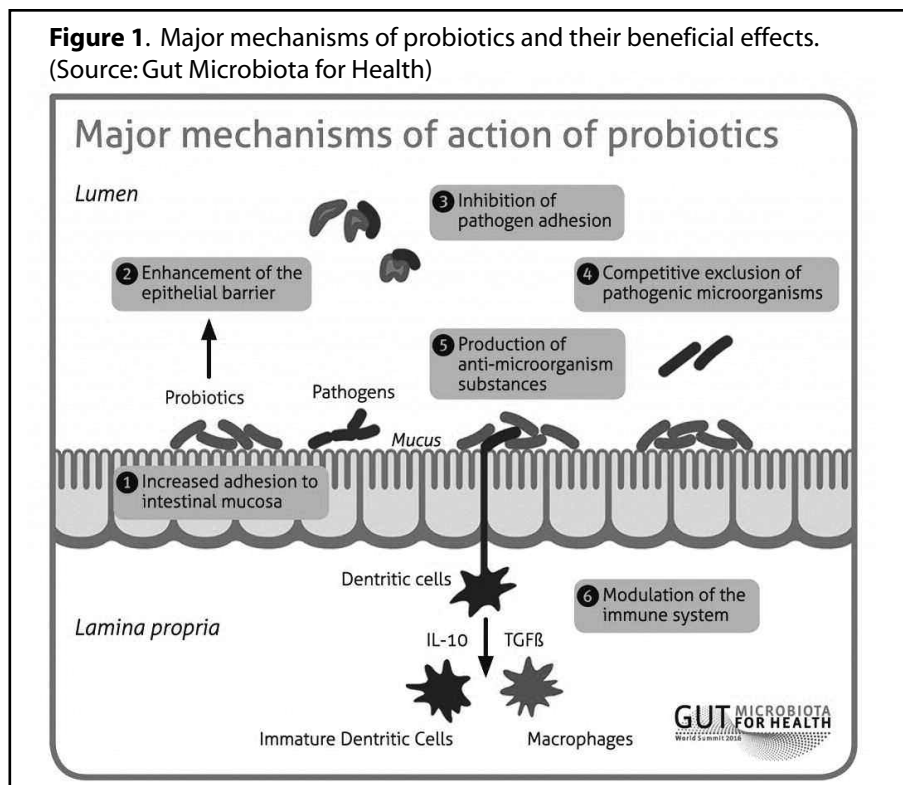 Figure 1. Major mechanisms of probiotics and their beneficial effects.
(Source: Gut Microbiota for Health)
Major mechanisms of action of probiotics
Lumen
3 Inhibition of
pathogen adhesion
2 Enhancement of the
epithelial barrier
4 Competitive exclusion of
pathogenic microorganisms
5 Production of
anti-microorganism
substances
Probiotics
Pathogens
Mucus
1 Increased adhesion to
intestinal mucosa
Dentritic cells
6 Modulation of the
immune system
Lamina propria
IL-10 TGFß
Immature Dentritic Cells
Macrophages
GUT MICROBIOTA
FOR HEALTH
World Summit 2016